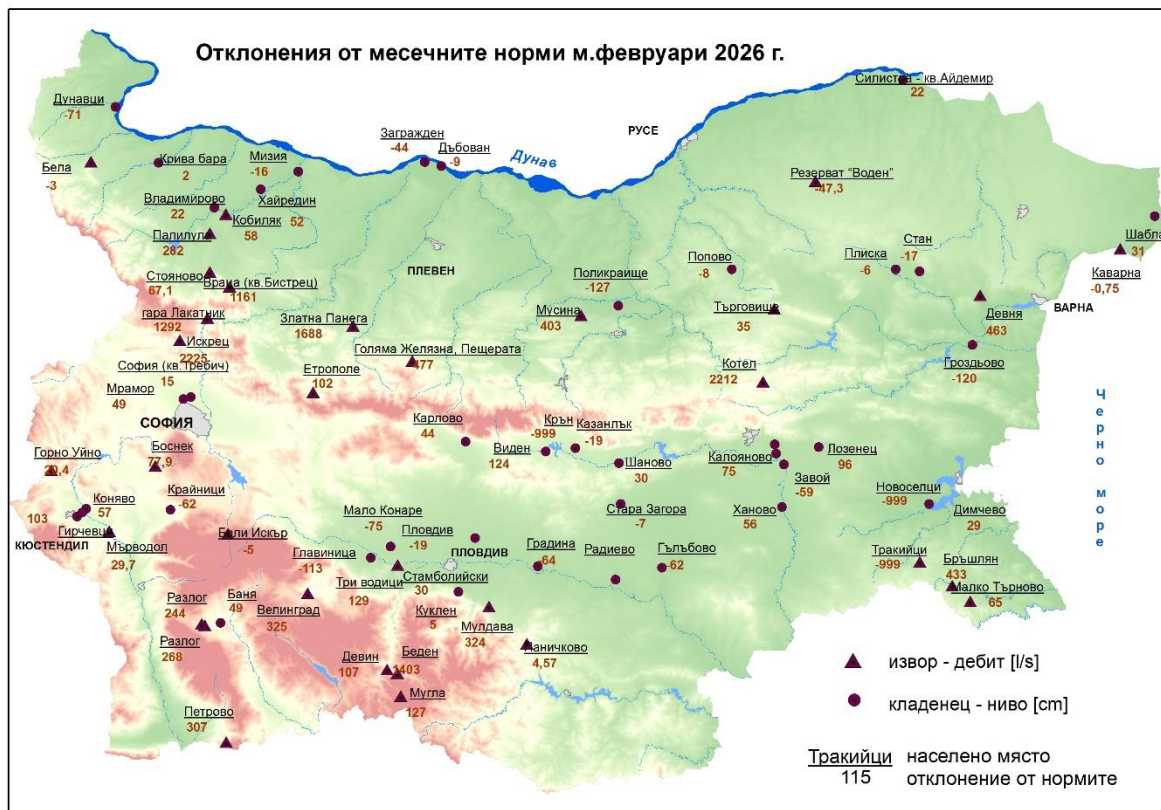 Отклонения от месечните норми м.февруари 2026 г.
Силистра - кв.Айдемир
22
Дунавци
-71
Загражден
-44
Дъбован
-9
Дунав
РУСЕ
Бела
-3
Крива бара
2
Мизия
-16
Хайредин
52
Резерват "Воден"
-47,3
Владимирово
22
Кобиляк
58
Палилула
282
Стояново
67,1
Враца (кв.Бистрец)
1161
ПЛЕВЕН
Поликраище
-127
Попово
-8
Плиска
-6
Стан
-17
Шабла
31
Каварна
-0,75
ВАРНА
гара Лакатник
1292
Златна Панега
1688
Мусина
403
Търговище
35
Девня
463
Искрец
2225
Голяма Желязна, Пещерата
477
Гроздьово
-120
София (кв.Требич)
15
Етрополе
102
Котел
2212
Мрамор
49
СОФИЯ
Карлово
44
Крън
-999
Казанлък
-19
Виден
124
Шаново
30
Калояново
75
Лозенец
96
Завой
-59
Черно море
Горно Уйно
20,4
Боснек
77,9
Крайници
-62
Коняво
57
103
Гирчевци
КЮСТЕНДИЛ
Мърводол
29,7
Бели Искър
-5
Мало Конаре
-75
Пловдив
-19
ПЛОВДИВ
Стара Загора
-7
Ханово
56
Новоселци
-999
Димчево
29
Главиница
-113
Градина
-64
Радиево
Гълъбово
-62
Тракийци
-999
Бръшлян
433
Малко Търново
65
Три водици
129
Стамболийски
30
Разлог
244
Баня
49
Велинград
325
Куклен
5
Мулдава
324
Разлог
268
Девин
107
Беден
1403
Паничково
4,57
Мугла
127
Петрово
307
извор - дебит [l/s]
кладенец - ниво [cm]
Тракийци
115
населено място
отклонение от нормите